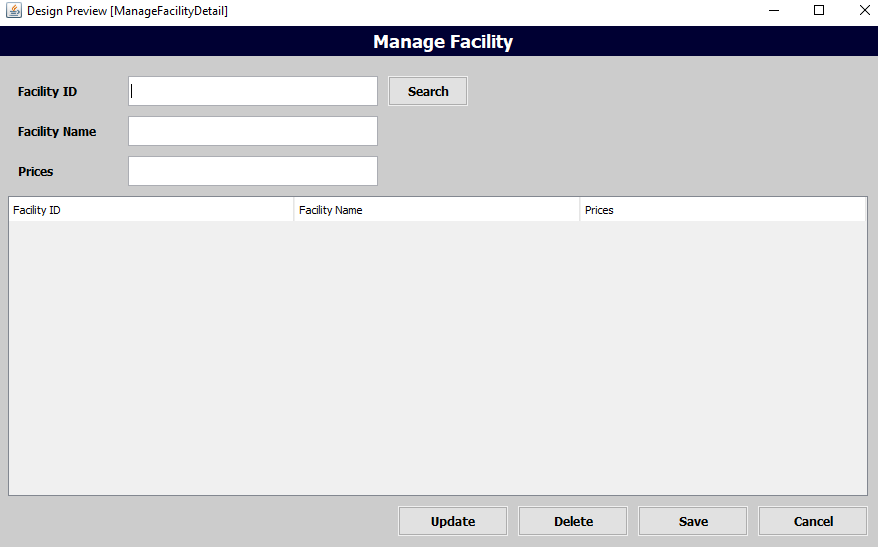 Design Preview [ManageFacilityDetail]
Manage Facility
Facility ID Search
Facility Name
Prices
Facility ID Facility Name Prices
Update Delete Save Cancel